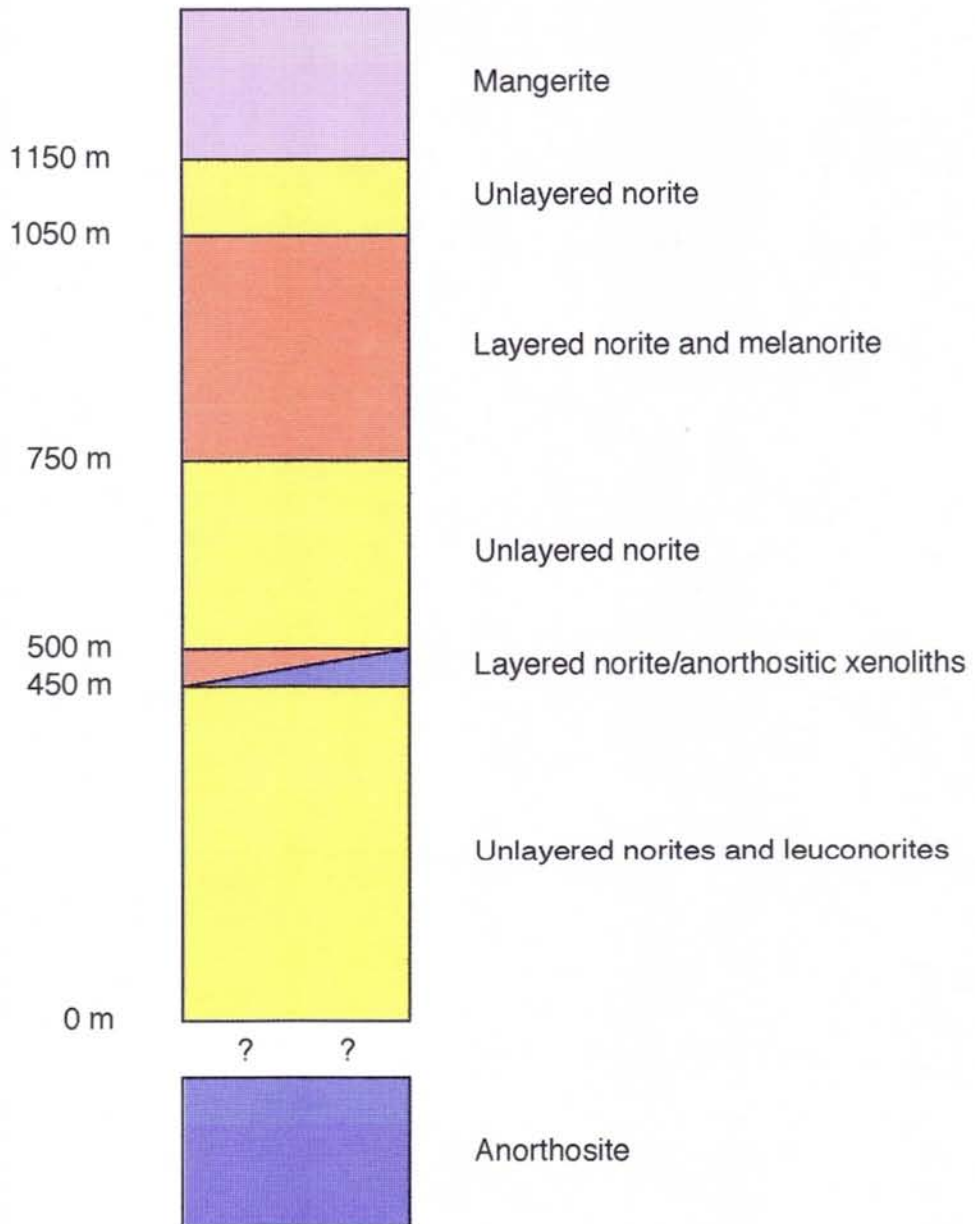 Mangerite
1150 m
Unlayered norite
1050 m
Layered norite and melanorite
750 m
Unlayered norite
500 m
Layered norite/anorthositic xenoliths
450 m
Unlayered norites and leuconorites
0 m
? ?
Anorthosite